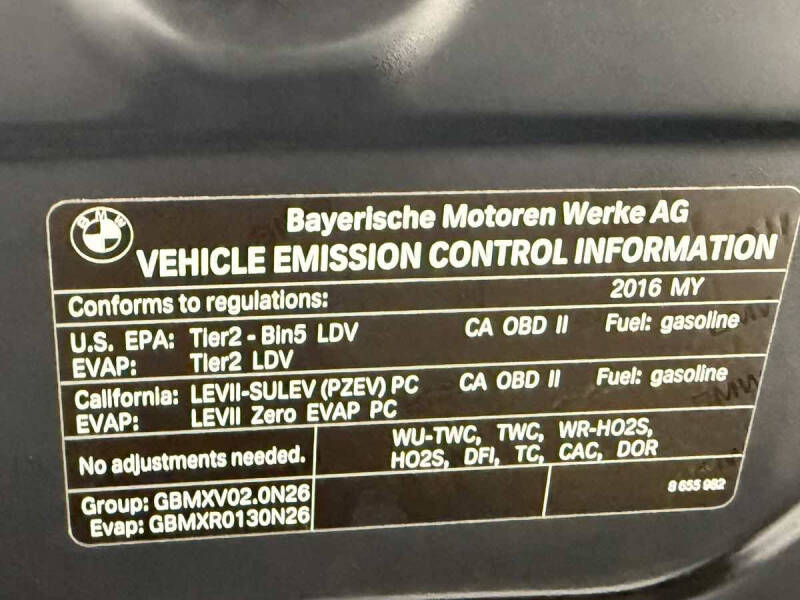 BMW
Bayerische Motoren Werke AG
VEHICLE EMISSION CONTROL INFORMATION
Conforms to regulations: 2016 MY
U.S. EPA: Tier2 - Bin5 LDV CA OBD II Fuel: gasoline
EVAP: Tier2 LDV
California: LEVII-SULEV (PZEV) PC CA OBD II Fuel: gasoline
EVAP: LEVII Zero EVAP PC
No adjustments needed.
WU-TWC, TWC, WR-HO2S,
HO2S, DFI, TC, CAC, DOR
Group: GBMXV02.0N26
Evap: GBMXR0130N26
8 655 982